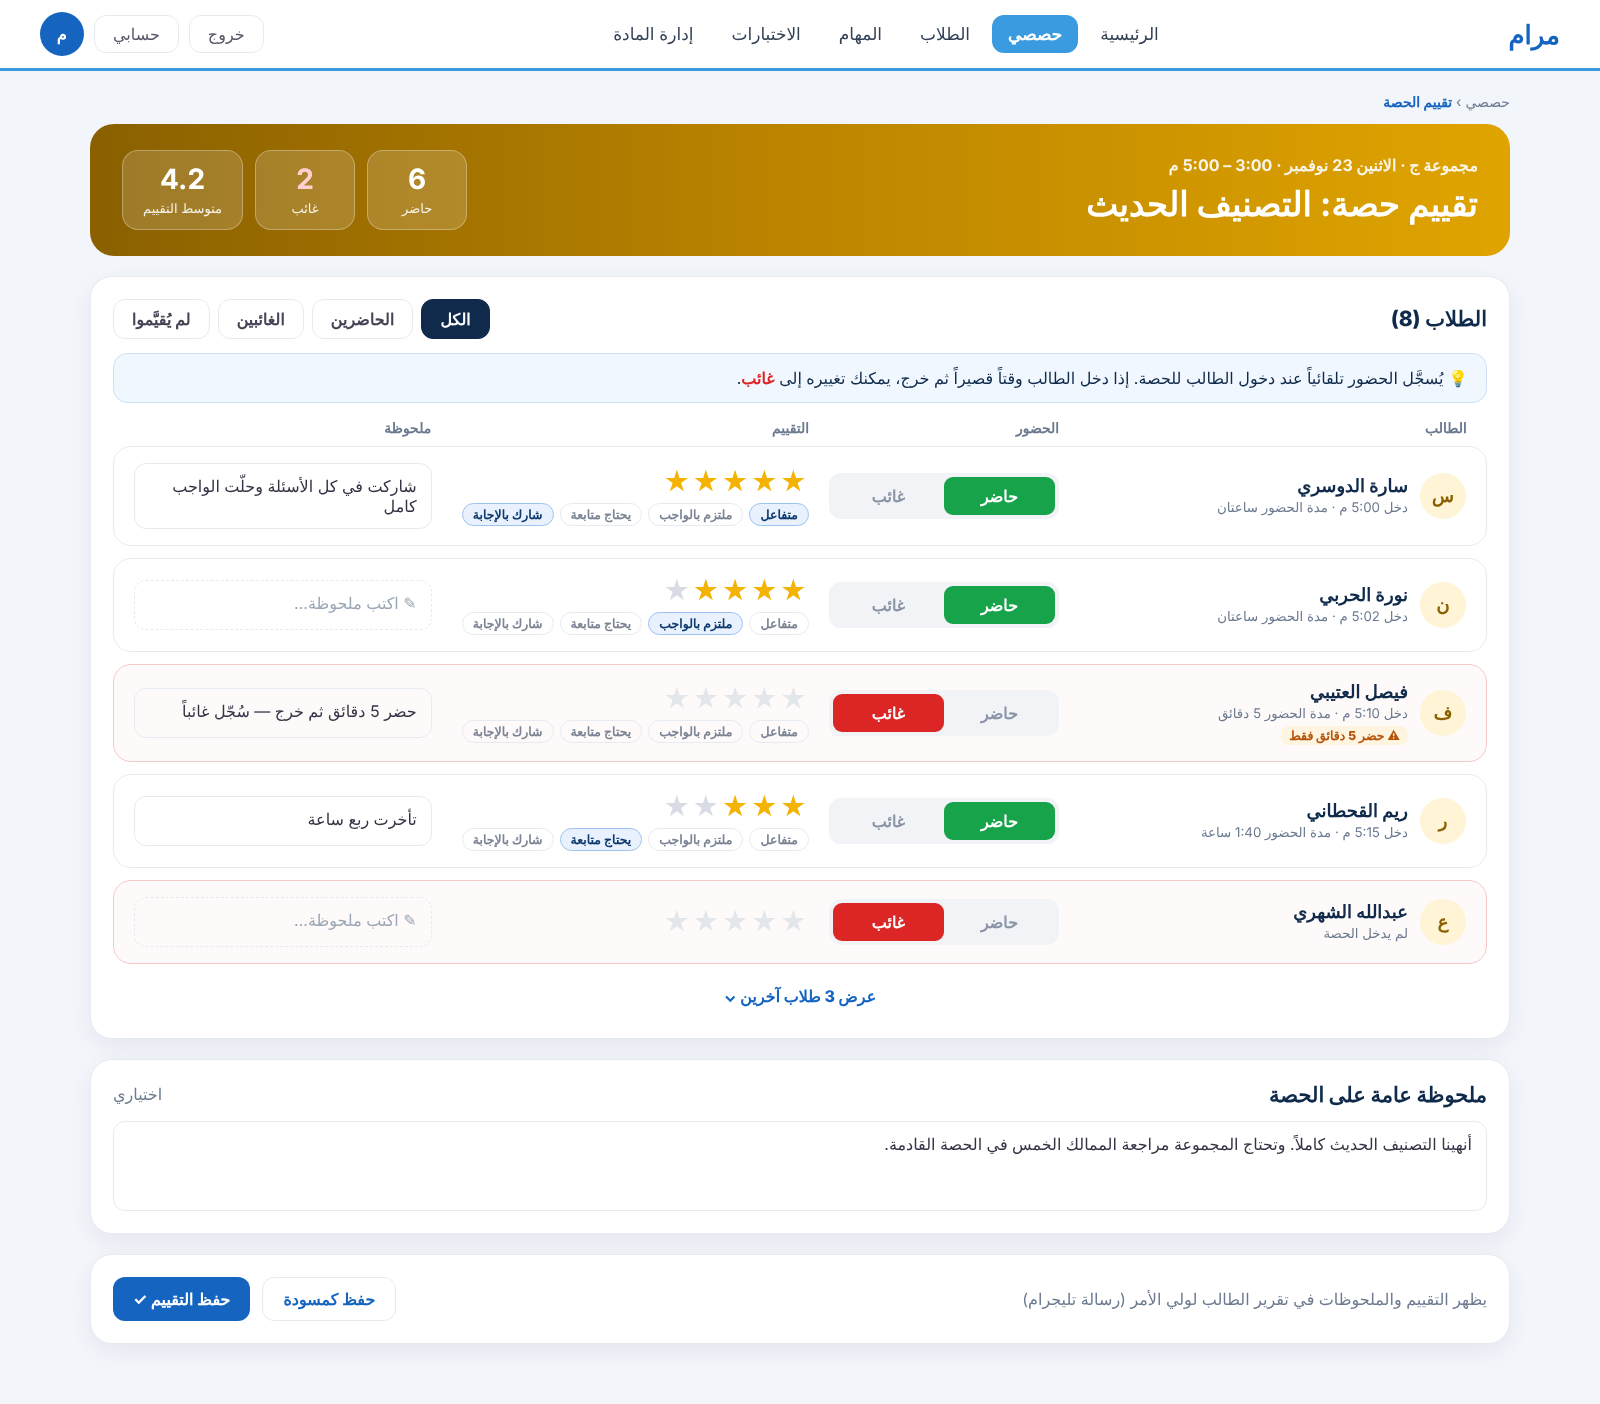 مرام
الرئيسية
حصصي
الطلاب
المهام
الاختبارات
إدارة المادة
خروج
حسابي
م
حصصي › تقييم الحصة
مجموعة ج · الاثنين 23 نوفمبر · 3:00 – 5:00 م
تقييم حصة: التصنيف الحديث
6
حاضر
2
غائب
4.2
متوسط التقييم
الطلاب (8)
الكل
الحاضرين
الغائبين
لم يُقيَّموا
💡 يُسجَّل الحضور تلقائياً عند دخول الطالب للحصة. إذا دخل الطالب وقتاً قصيراً ثم خرج، يمكنك تغييره إلى غائب.
الطالب
الحضور
التقييم
ملحوظة
س
سارة الدوسري
دخل 5:00 م · مدة الحضور ساعتان
حاضر
غائب
★★★★★
متفاعل
ملتزم بالواجب
يحتاج متابعة
شارك بالإجابة
شاركت في كل الأسئلة وحلّت الواجب
كامل
ن
نورة الحربي
دخل 5:02 م · مدة الحضور ساعتان
حاضر
غائب
★★★★★
متفاعل
ملتزم بالواجب
يحتاج متابعة
شارك بالإجابة
✎ اكتب ملحوظة...
ف
فيصل العتيبي
دخل 5:10 م · مدة الحضور 5 دقائق
⚠ حضر 5 دقائق فقط
حاضر
غائب
★★★★★
متفاعل
ملتزم بالواجب
يحتاج متابعة
شارك بالإجابة
حضر 5 دقائق ثم خرج — سُجّل غائباً
ر
ريم القحطاني
دخل 5:15 م · مدة الحضور 1:40 ساعة
حاضر
غائب
★★★★★
متفاعل
ملتزم بالواجب
يحتاج متابعة
شارك بالإجابة
تأخرت ربع ساعة
ع
عبدالله الشهري
لم يدخل الحصة
حاضر
غائب
★★★★★
✎ اكتب ملحوظة...
عرض 3 طلاب آخرين ⌄
ملحوظة عامة على الحصة
اختياري
أنهينا التصنيف الحديث كاملاً. وتحتاج المجموعة مراجعة الممالك الخمس في الحصة القادمة.
يظهر التقييم والملحوظات في تقرير الطالب لولي الأمر (رسالة تليجرام)
حفظ كمسودة
حفظ التقييم ✓